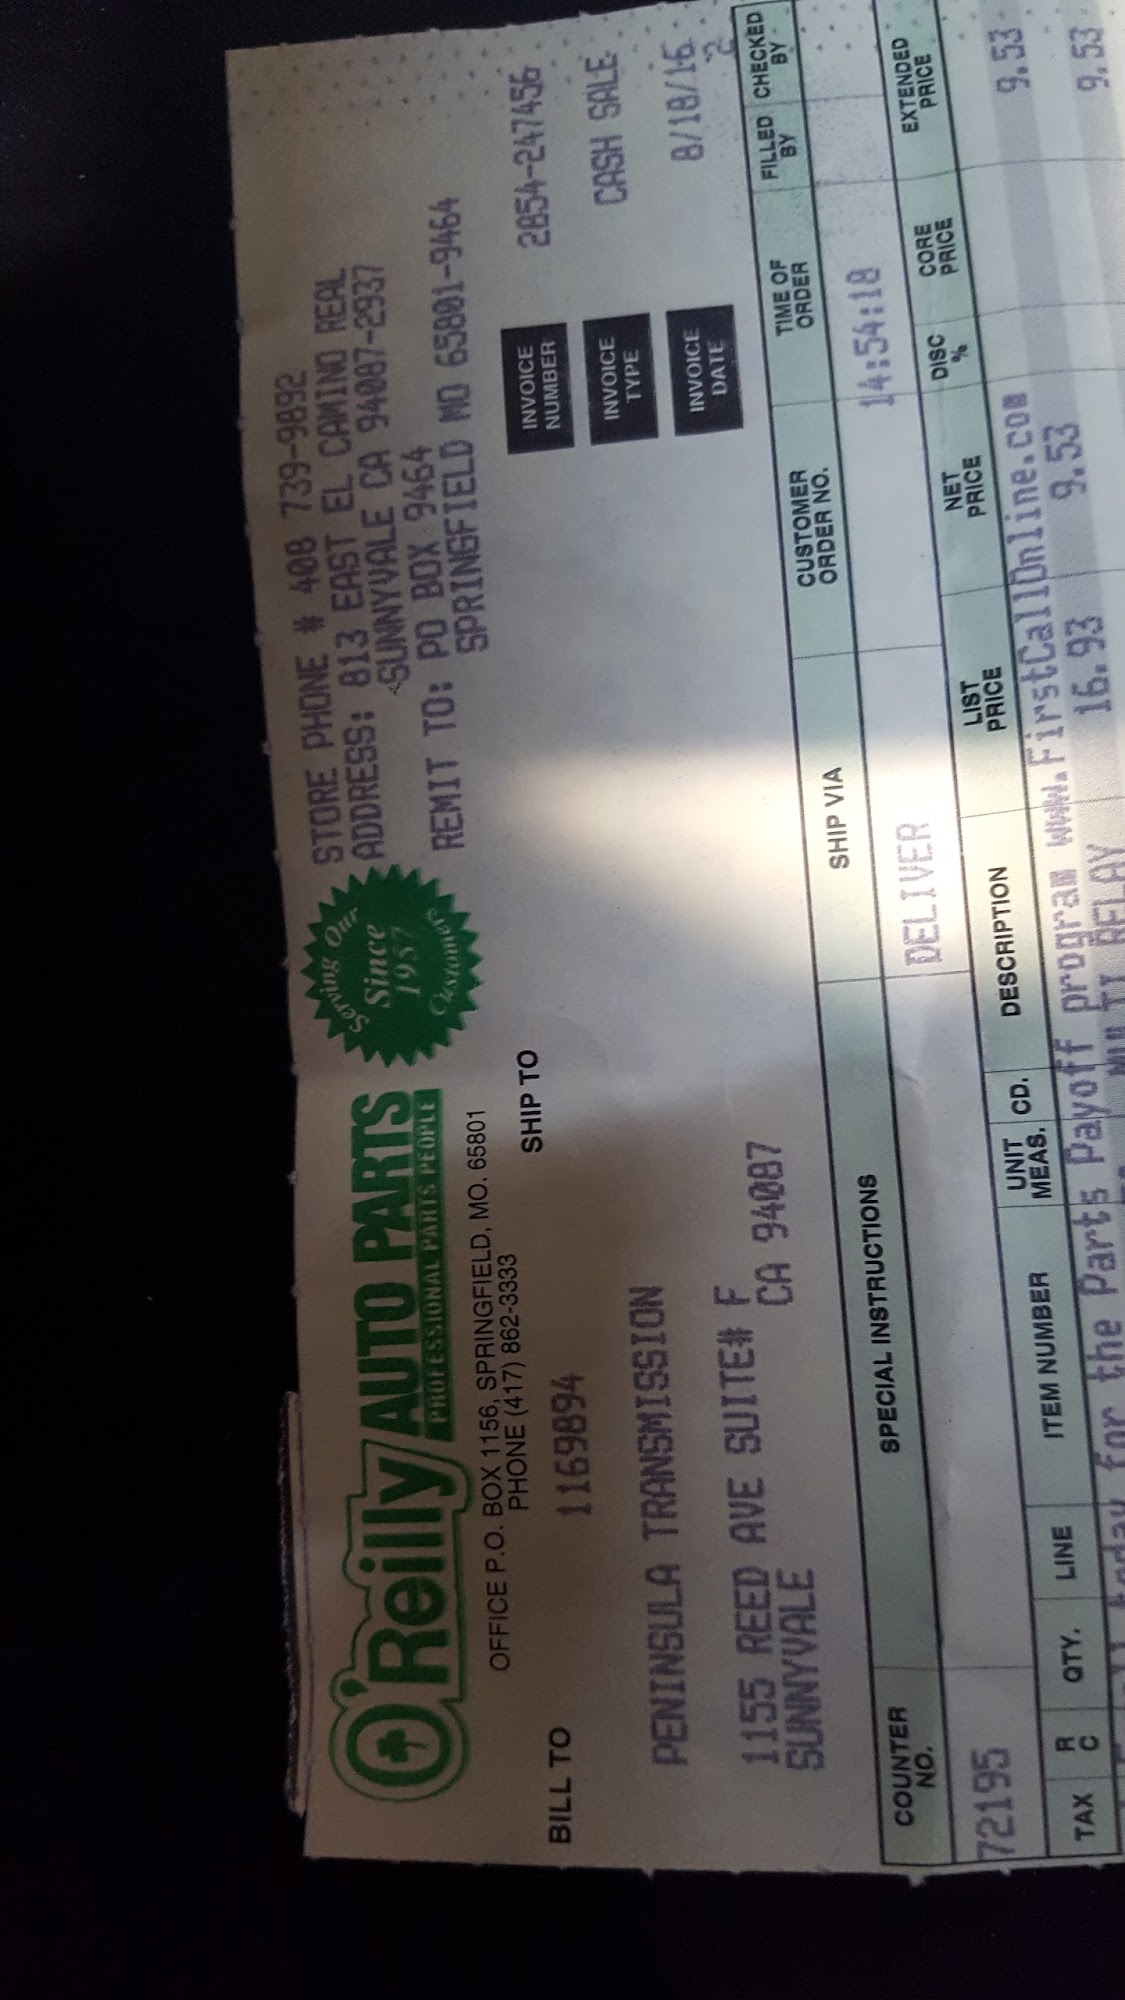 O'Reilly AUTO PARTS
PROFESSIONAL PARTS PEOPLE
Serving Our
Since
1957
Customers
STORE PHONE # 408 739-9892
ADDRESS: 813 EAST EL CAMINO REAL
SUNNYVALE CA 94087-2937
REMIT TO: PO BOX 9464
SPRINGFIELD MO 65801-9464
OFFICE P.O. BOX 1156, SPRINGFIELD, MO. 65801
PHONE (417) 862-3333
BILL TO
SHIP TO
1169894
PENINSULA TRANSMISSION
1155 REED AVE SUITE# F
SUNNYVALE CA 94087
INVOICE NUMBER 2854-247456
INVOICE TYPE CASH SALE
INVOICE DATE 8/18/16
COUNTER NO. SPECIAL INSTRUCTIONS SHIP VIA CUSTOMER ORDER NO. TIME OF ORDER FILLED BY CHECKED BY
72195 DELIVER 14:54:18
TAX R C QTY. LINE ITEM NUMBER UNIT MEAS. CD. DESCRIPTION LIST PRICE NET PRICE DISC % CORE PRICE EXTENDED PRICE
today for the Parts Payoff program www.FirstCallOnline.com 9.53
RELAY 16.93 9.53 9.53